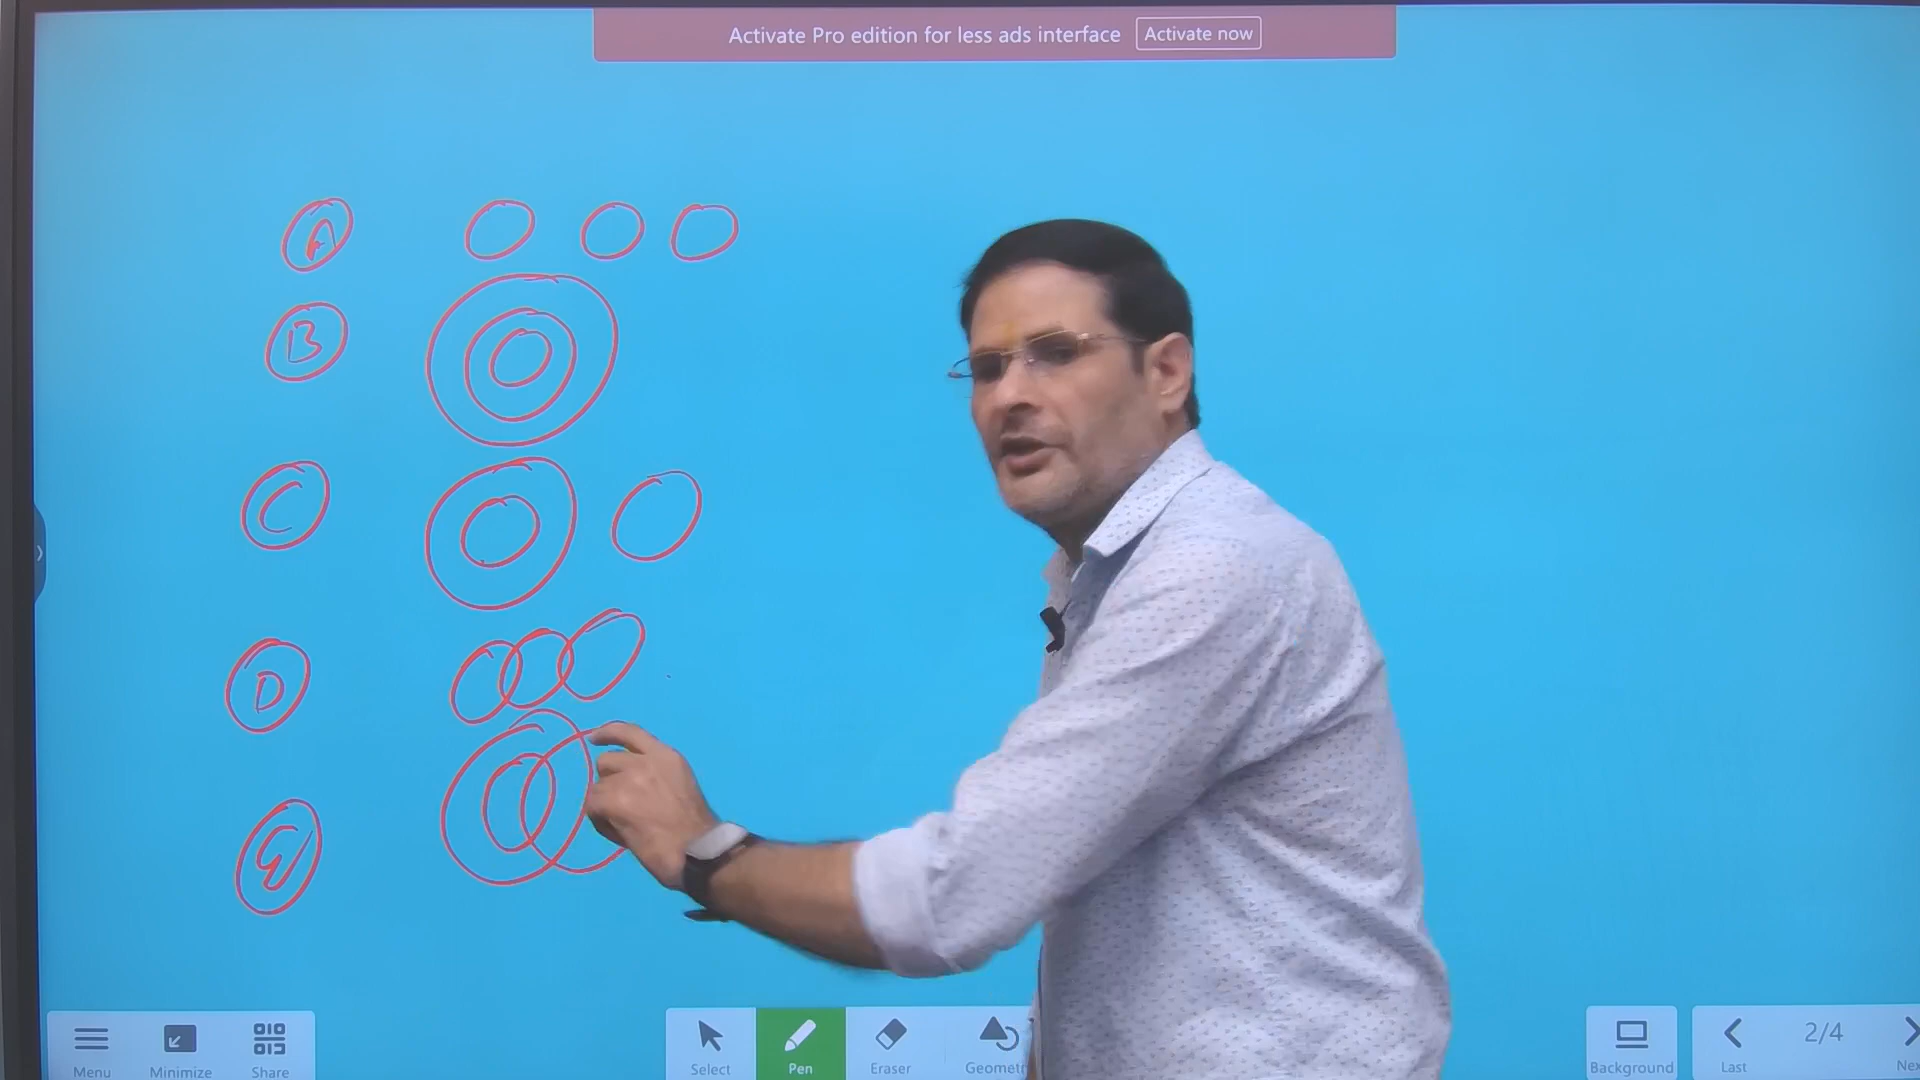 Activate Pro edition for less ads interface Activate now
A
B
C
D
E
2/4
Menu Minimize Share Select Pen Eraser Background Last